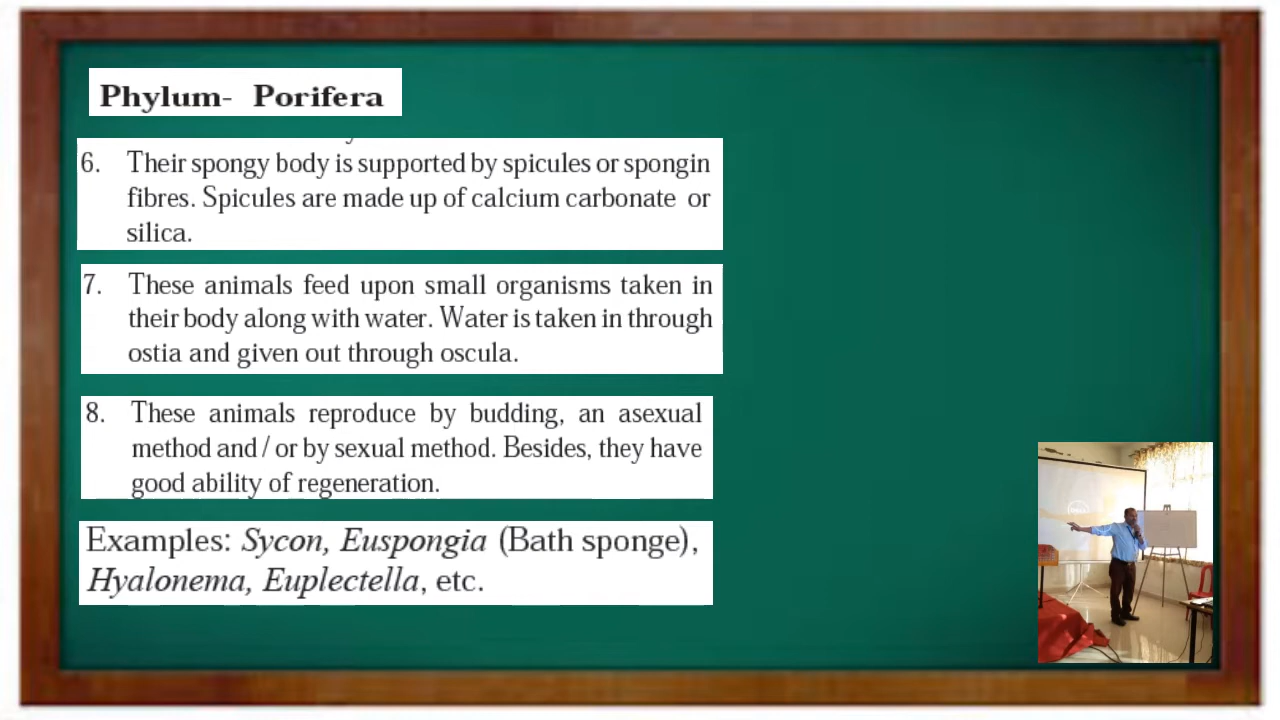 Phylum- Porifera
6. Their spongy body is supported by spicules or spongin
fibres. Spicules are made up of calcium carbonate or
silica.
7. These animals feed upon small organisms taken in
their body along with water. Water is taken in through
ostia and given out through oscula.
8. These animals reproduce by budding, an asexual
method and / or by sexual method. Besides, they have
good ability of regeneration.
Examples: Sycon, Euspongia (Bath sponge),
Hyalonema, Euplectella, etc.
DELL